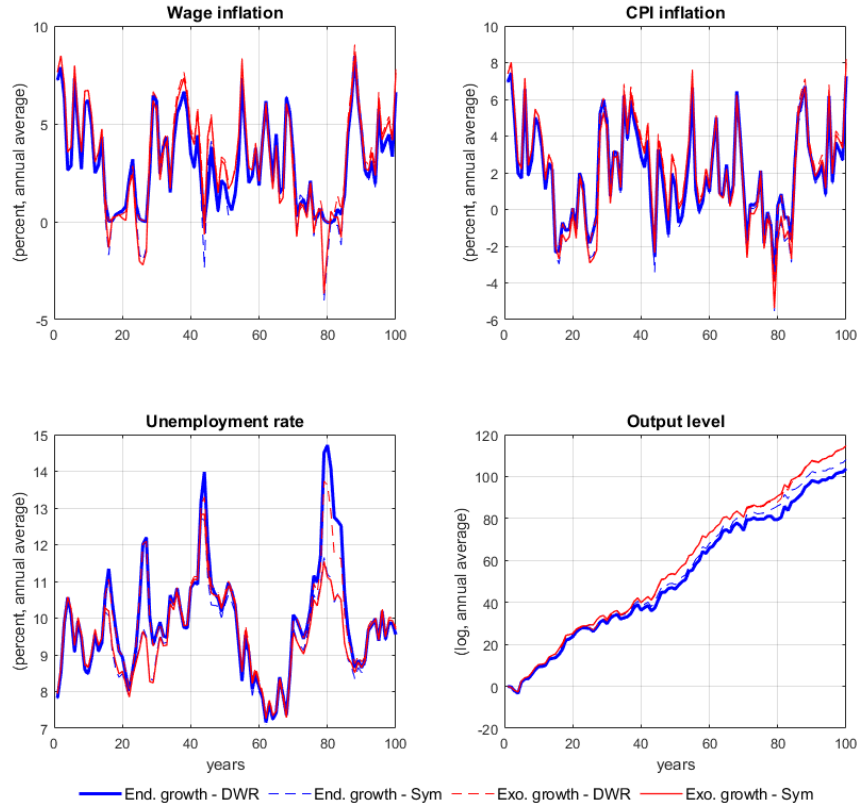 Wage inflation
(percent, annual average)
10
5
0
-5
0 20 40 60 80 100
CPI inflation
(percent, annual average)
10
8
6
4
2
0
-2
-4
-6
0 20 40 60 80 100
Unemployment rate
(percent, annual average)
15
14
13
12
11
10
9
8
7
0 20 40 60 80 100
years
Output level
(log, annual average)
120
100
80
60
40
20
0
-20
0 20 40 60 80 100
years
End. growth - DWR End. growth - Sym Exo. growth - DWR Exo. growth - Sym